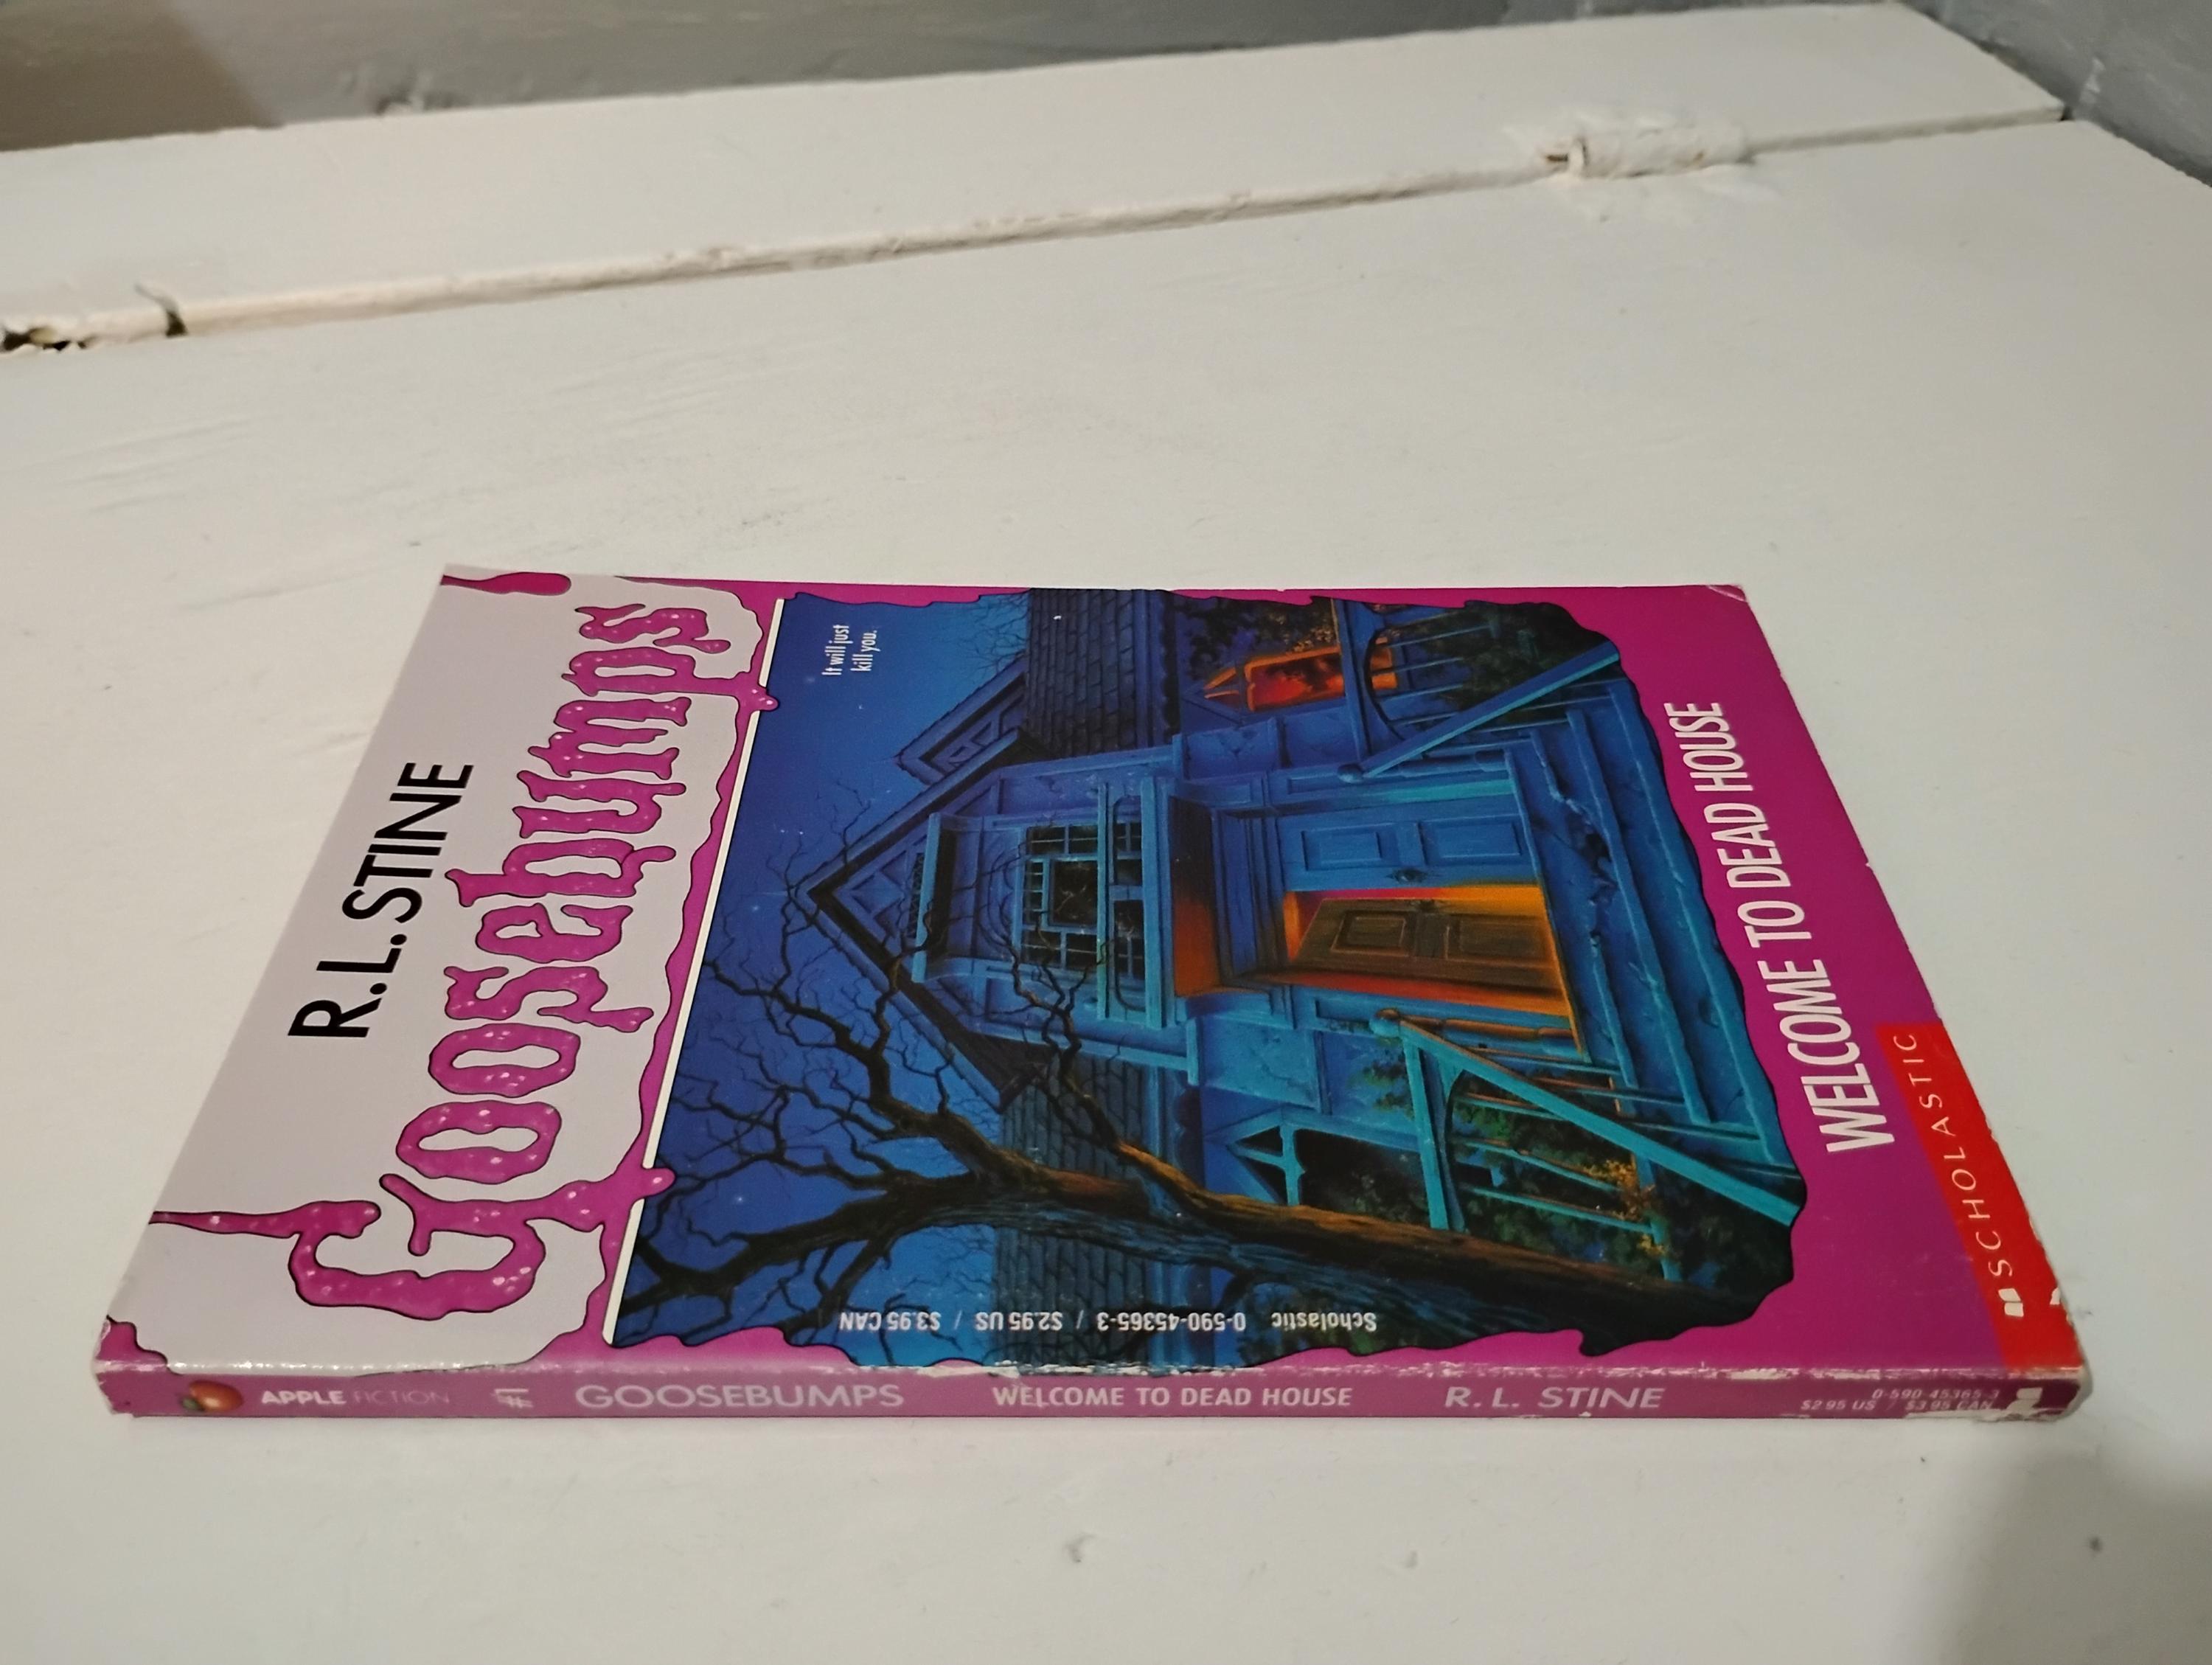 R.L. STINE
Goosebumps
It will just
kill you.
WELCOME TO DEAD HOUSE
SCHOLASTIC
Scholastic 0-590-45365-3 / $2.95 US / $3.95 CAN
APPLE FICTION #1 GOOSEBUMPS WELCOME TO DEAD HOUSE R. L. STINE
0-590-45365-3
$2.95 US / $3.95 CAN